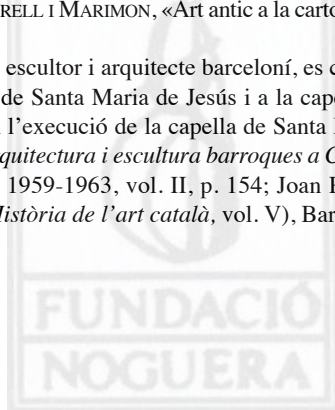 RELL I MARIMON, «Art antic a la carto
escultor i arquitecte barceloní, es c
de Santa Maria de Jesús i a la cape
l'execució de la capella de Santa
quitectura i escultura barroques a C
1959-1963, vol. II, p. 154; Joan
Història de l'art català, vol. V), Bar
FUNDACIÓ
NOGUERA